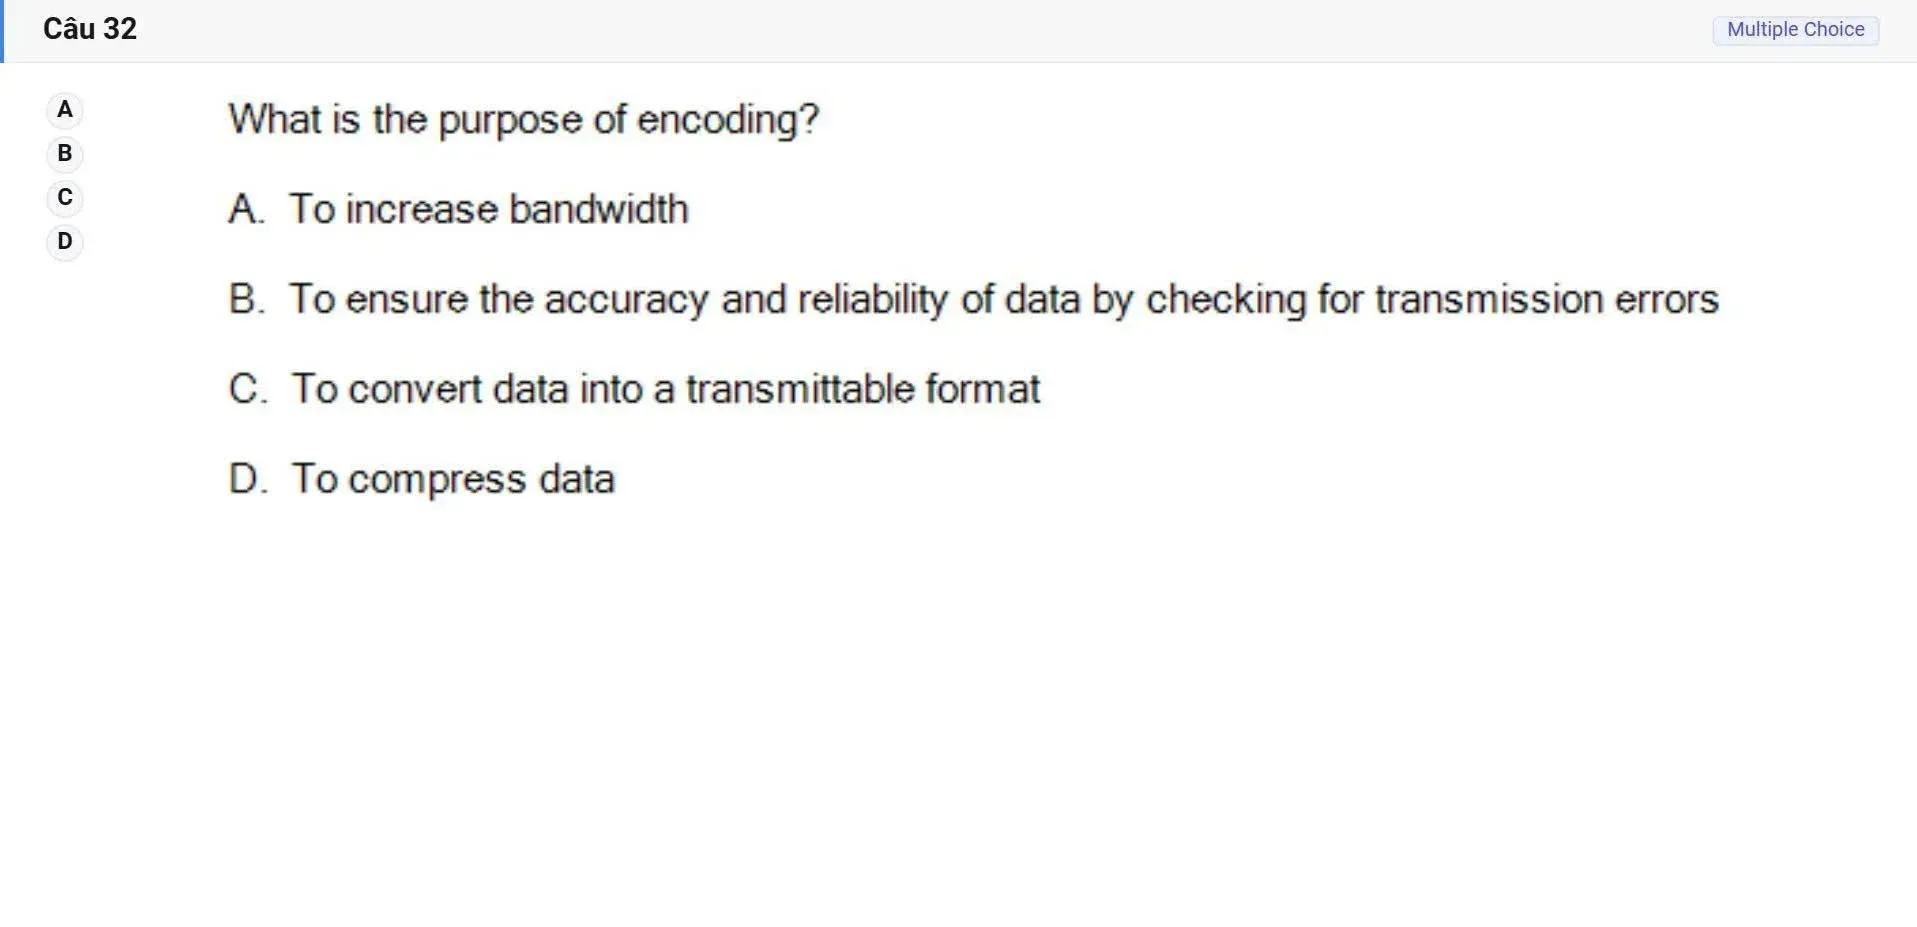 Câu 32
Multiple Choice
A
B
C
D
What is the purpose of encoding?
A. To increase bandwidth
B. To ensure the accuracy and reliability of data by checking for transmission errors
C. To convert data into a transmittable format
D. To compress data